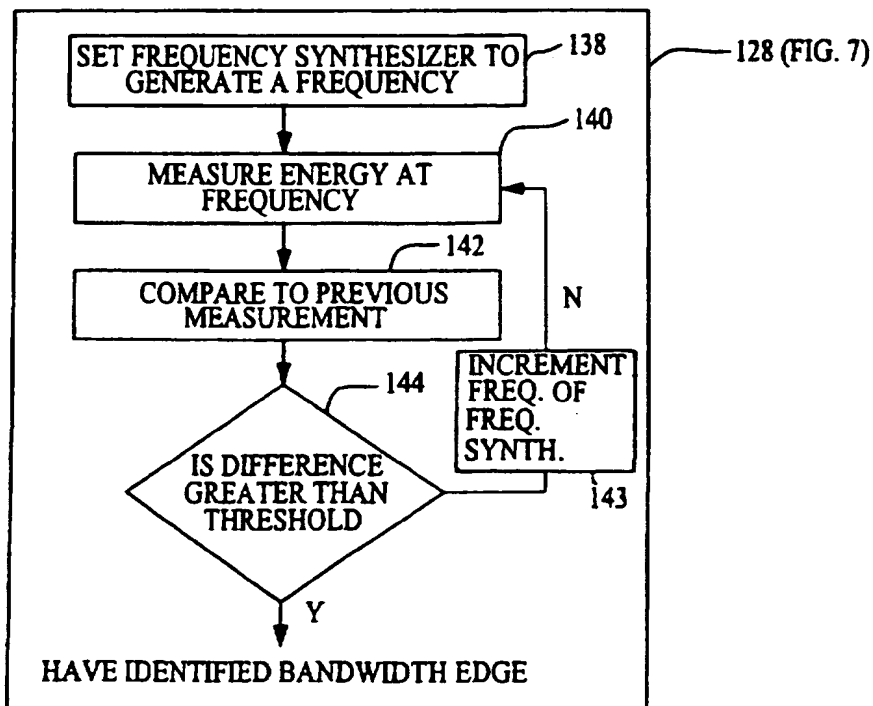 SET FREQUENCY SYNTHESIZER TO
GENERATE A FREQUENCY
138
128 (FIG. 7)
140
MEASURE ENERGY AT
FREQUENCY
142
COMPARE TO PREVIOUS
MEASUREMENT
N
INCREMENT
FREQ. OF
FREQ.
SYNTH.
143
144
IS DIFFERENCE
GREATER THAN
THRESHOLD
Y
HAVE IDENTIFIED BANDWIDTH EDGE